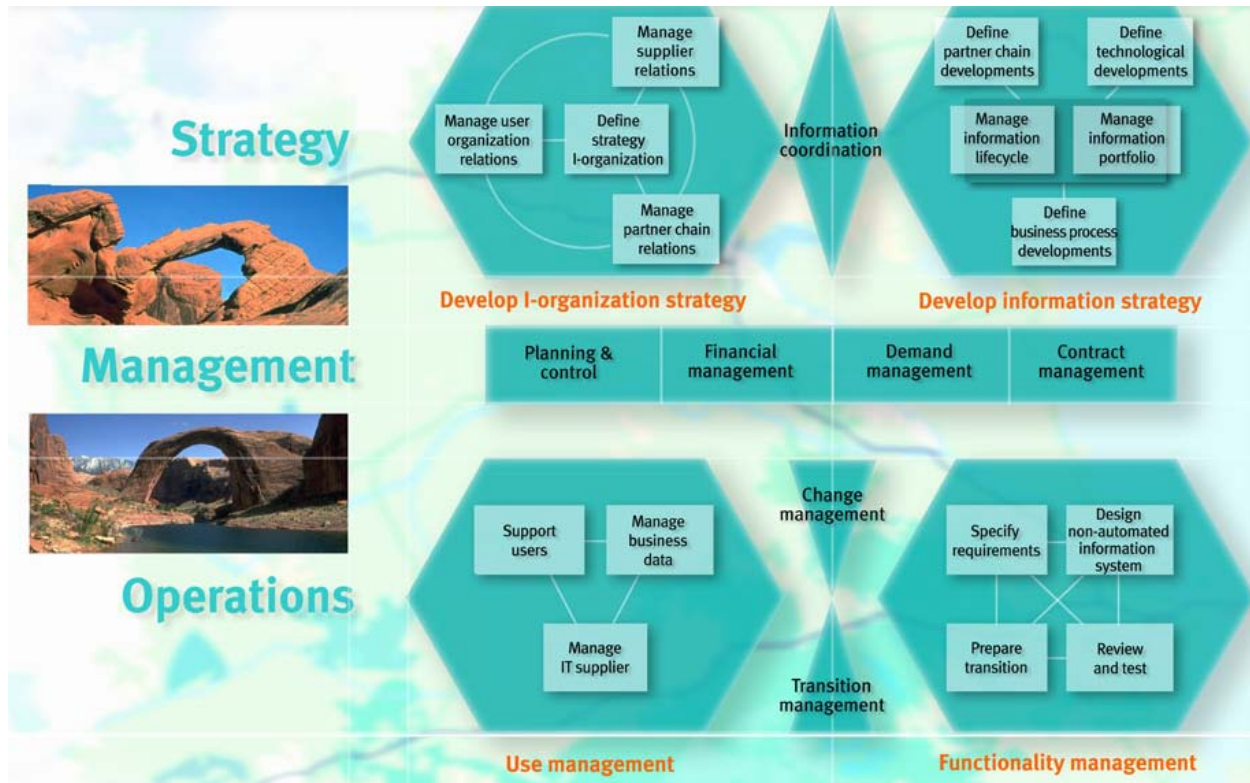 Strategy
Manage
supplier
relations
Manage user
organization
relations
Define
strategy
I-organization
Manage
partner chain
relations
Develop I-organization strategy
Information
coordination
Define
partner chain
developments
Define
technological
developments
Manage
information
lifecycle
Manage
information
portfolio
Define
business process
developments
Develop information strategy
Management
Planning &
control
Financial
management
Demand
management
Contract
management
Operations
Support
users
Manage
business
data
Manage
IT supplier
Use management
Change
management
Transition
management
Specify
requirements
Design
non-automated
information
system
Prepare
transition
Review
and test
Functionality management